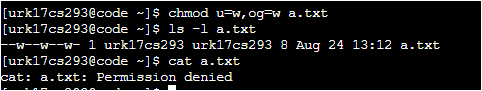 [urk17cs293@code ~]$ chmod u=w,og=w a.txt
[urk17cs293@code ~]$ ls -l a.txt
--w--w--w- 1 urk17cs293 urk17cs293 8 Aug 24 13:12 a.txt
[urk17cs293@code ~]$ cat a.txt
cat: a.txt: Permission denied